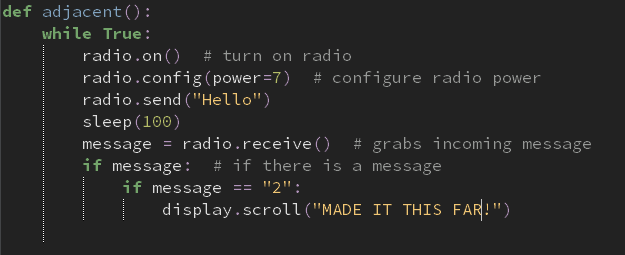 def adjacent():
    while True:
        radio.on()  # turn on radio
        radio.config(power=7)  # configure radio power
        radio.send("Hello")
        sleep(100)
        message = radio.receive()  # grabs incoming message
        if message:  # if there is a message
            if message == "2":
                display.scroll("MADE IT THIS FAR!")